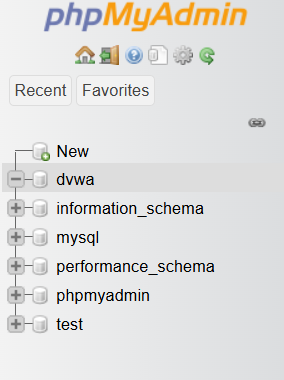 phpMyAdmin
Recent Favorites
New
dvwa
information_schema
mysql
performance_schema
phpmyadmin
test